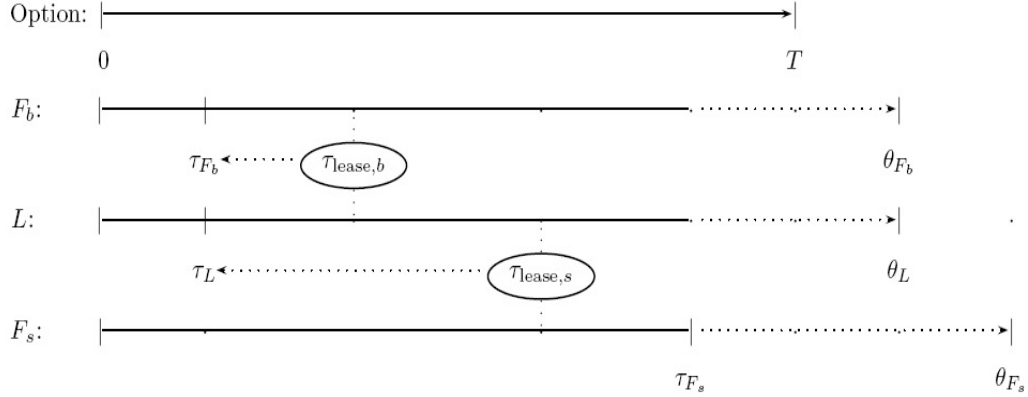 Option:
0 T
F_b:
τ_{F_b} τ_{lease,b} θ_{F_b}
L:
τ_L τ_{lease,s} θ_L
F_s:
τ_{F_s} θ_{F_s}